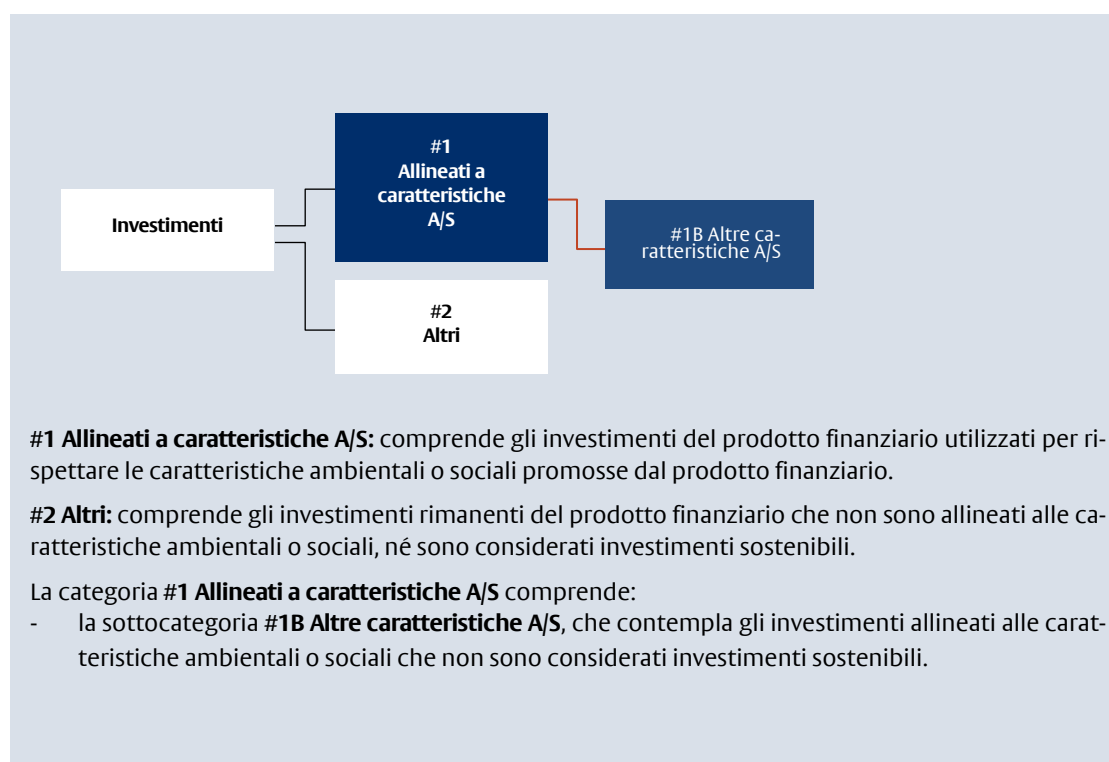 #1
Allineati a
caratteristiche
A/S
Investimenti
#1B Altre ca-
ratteristiche A/S
#2
Altri
#1 Allineati a caratteristiche A/S: comprende gli investimenti del prodotto finanziario utilizzati per ri-
spettare le caratteristiche ambientali o sociali promosse dal prodotto finanziario.
#2 Altri: comprende gli investimenti rimanenti del prodotto finanziario che non sono allineati alle ca-
ratteristiche ambientali o sociali, né sono considerati investimenti sostenibili.
La categoria #1 Allineati a caratteristiche A/S comprende:
- la sottocategoria #1B Altre caratteristiche A/S, che contempla gli investimenti allineati alle carat-
teristiche ambientali o sociali che non sono considerati investimenti sostenibili.